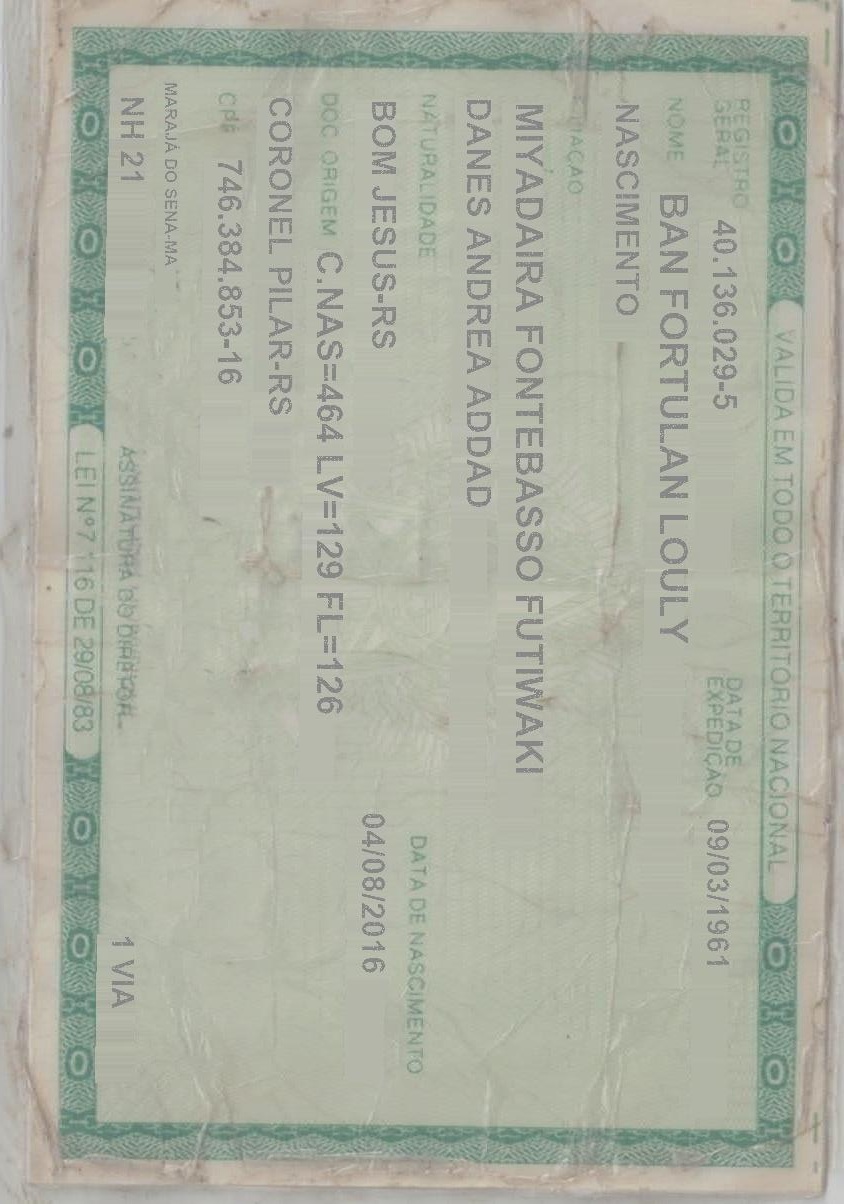 VALIDA EM TODO O TERRITORIO NACIONAL
REGISTRO GERAL 40.136.029-5 DATA DE EXPEDIÇÃO 09/03/1961
NOME BAN FORTULAN LOULY
NASCIMENTO
MIYADAIRA FONTEBASSO FUTIWAKI
DANES ANDREA ADDAD
NATURALIDADE DATA DE NASCIMENTO
BOM JESUS-RS 04/08/2016
DOC ORIGEM C.NAS=464 LV=129 FL=126
CORONEL PILAR-RS
CPF 746.384.853-16
MARAJÁ DO SENA-MA
NH 21 1 VIA
ASSINATURA DO DIRETOR
LEI Nº 7 116 DE 29/08/83